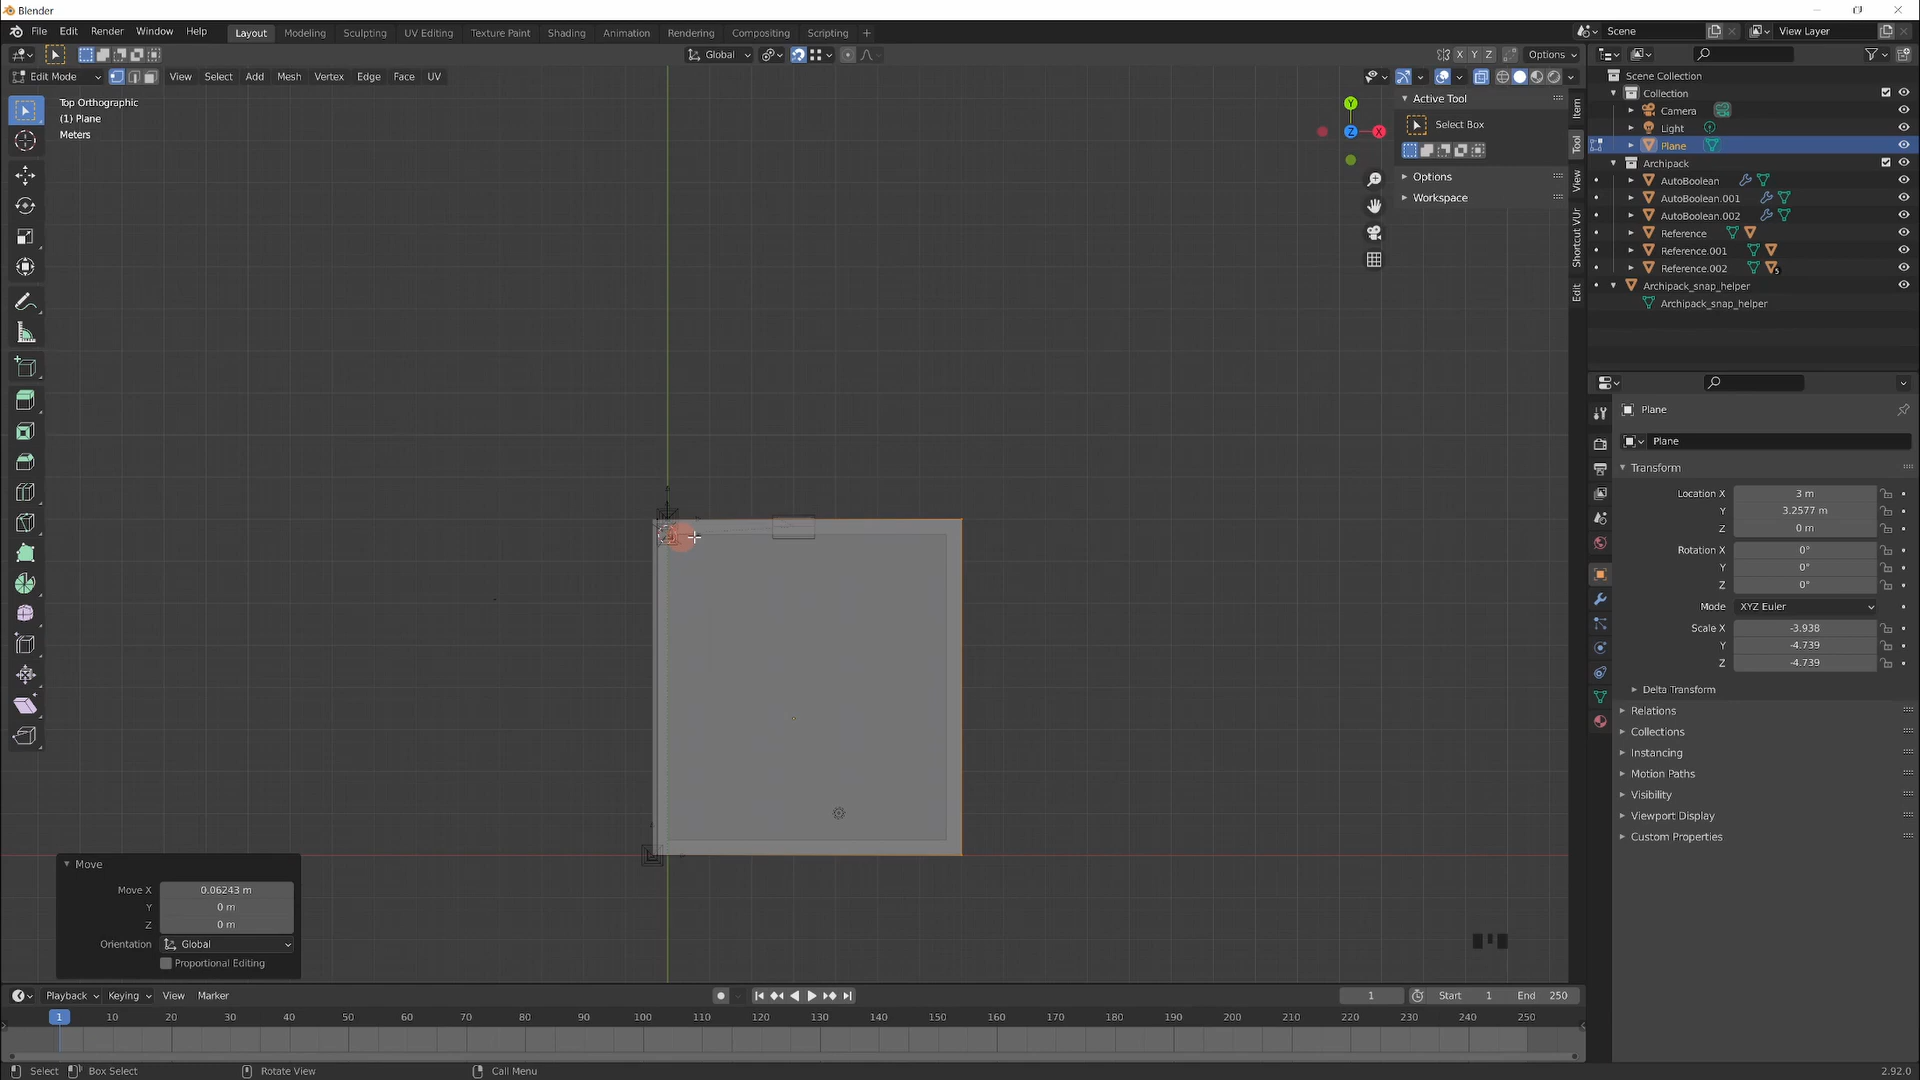 Blender
File Edit Render Window Help
Layout Modeling Sculpting UV Editing Texture Paint Shading Animation Rendering Compositing Scripting +
Scene View Layer
Global X Y Z Options
Edit Mode View Select Add Mesh Vertex Edge Face UV
Top Orthographic
(1) Plane
Meters
Y
Z X
Active Tool
Select Box
Options
Workspace
Item
Tool
View
Shortcut VUr
Edit
Scene Collection
Collection
Camera
Light
Plane
Archipack
AutoBoolean
AutoBoolean.001
AutoBoolean.002
Reference
Reference.001
Reference.002
Archipack_snap_helper
Archipack_snap_helper
Plane
Plane
Transform
Location X 3 m
Y 3.2577 m
Z 0 m
Rotation X 0°
Y 0°
Z 0°
Mode XYZ Euler
Scale X -3.938
Y -4.739
Z -4.739
Delta Transform
Relations
Collections
Instancing
Motion Paths
Visibility
Viewport Display
Custom Properties
Move
Move X 0.06243 m
Y 0 m
Z 0 m
Orientation Global
Proportional Editing
Playback Keying View Marker
1 Start 1 End 250
1 10 20 30 40 50 60 70 80 90 100 110 120 130 140 150 160 170 180 190 200 210 220 230 240 250
Select Box Select Rotate View Call Menu 2.92.0